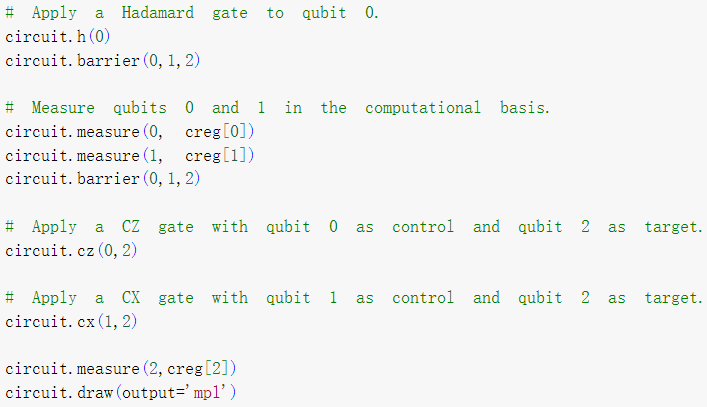 # Apply a Hadamard gate to qubit 0.
circuit.h(0)
circuit.barrier(0,1,2)
# Measure qubits 0 and 1 in the computational basis.
circuit.measure(0, creg[0])
circuit.measure(1, creg[1])
circuit.barrier(0,1,2)
# Apply a CZ gate with qubit 0 as control and qubit 2 as target.
circuit.cz(0,2)
# Apply a CX gate with qubit 1 as control and qubit 2 as target.
circuit.cx(1,2)
circuit.measure(2,creg[2])
circuit.draw(output='mpl')